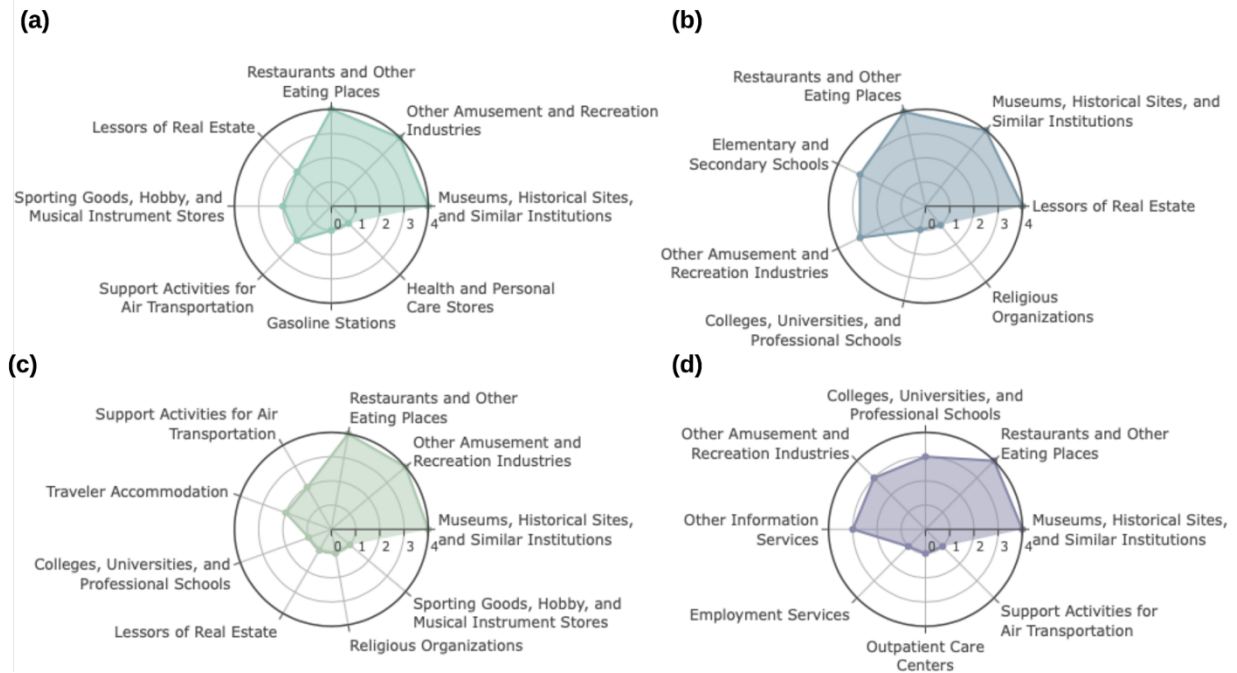 (a)
Restaurants and Other
Eating Places
Other Amusement and Recreation
Industries
Museums, Historical Sites,
and Similar Institutions
Health and Personal
Care Stores
Gasoline Stations
Support Activities for
Air Transportation
Sporting Goods, Hobby, and
Musical Instrument Stores
Lessors of Real Estate
0 1 2 3 4
(b)
Restaurants and Other
Eating Places
Museums, Historical Sites, and
Similar Institutions
Lessors of Real Estate
Religious
Organizations
Colleges, Universities, and
Professional Schools
Other Amusement and
Recreation Industries
Elementary and
Secondary Schools
0 1 2 3 4
(c)
Restaurants and Other
Eating Places
Other Amusement and
Recreation Industries
Museums, Historical Sites,
and Similar Institutions
Sporting Goods, Hobby, and
Musical Instrument Stores
Religious Organizations
Lessors of Real Estate
Colleges, Universities, and
Professional Schools
Traveler Accommodation
Support Activities for Air
Transportation
0 1 2 3 4
(d)
Colleges, Universities, and
Professional Schools
Restaurants and Other
Eating Places
Museums, Historical Sites,
and Similar Institutions
Support Activities for
Air Transportation
Outpatient Care
Centers
Employment Services
Other Information
Services
Other Amusement and
Recreation Industries
0 1 2 3 4